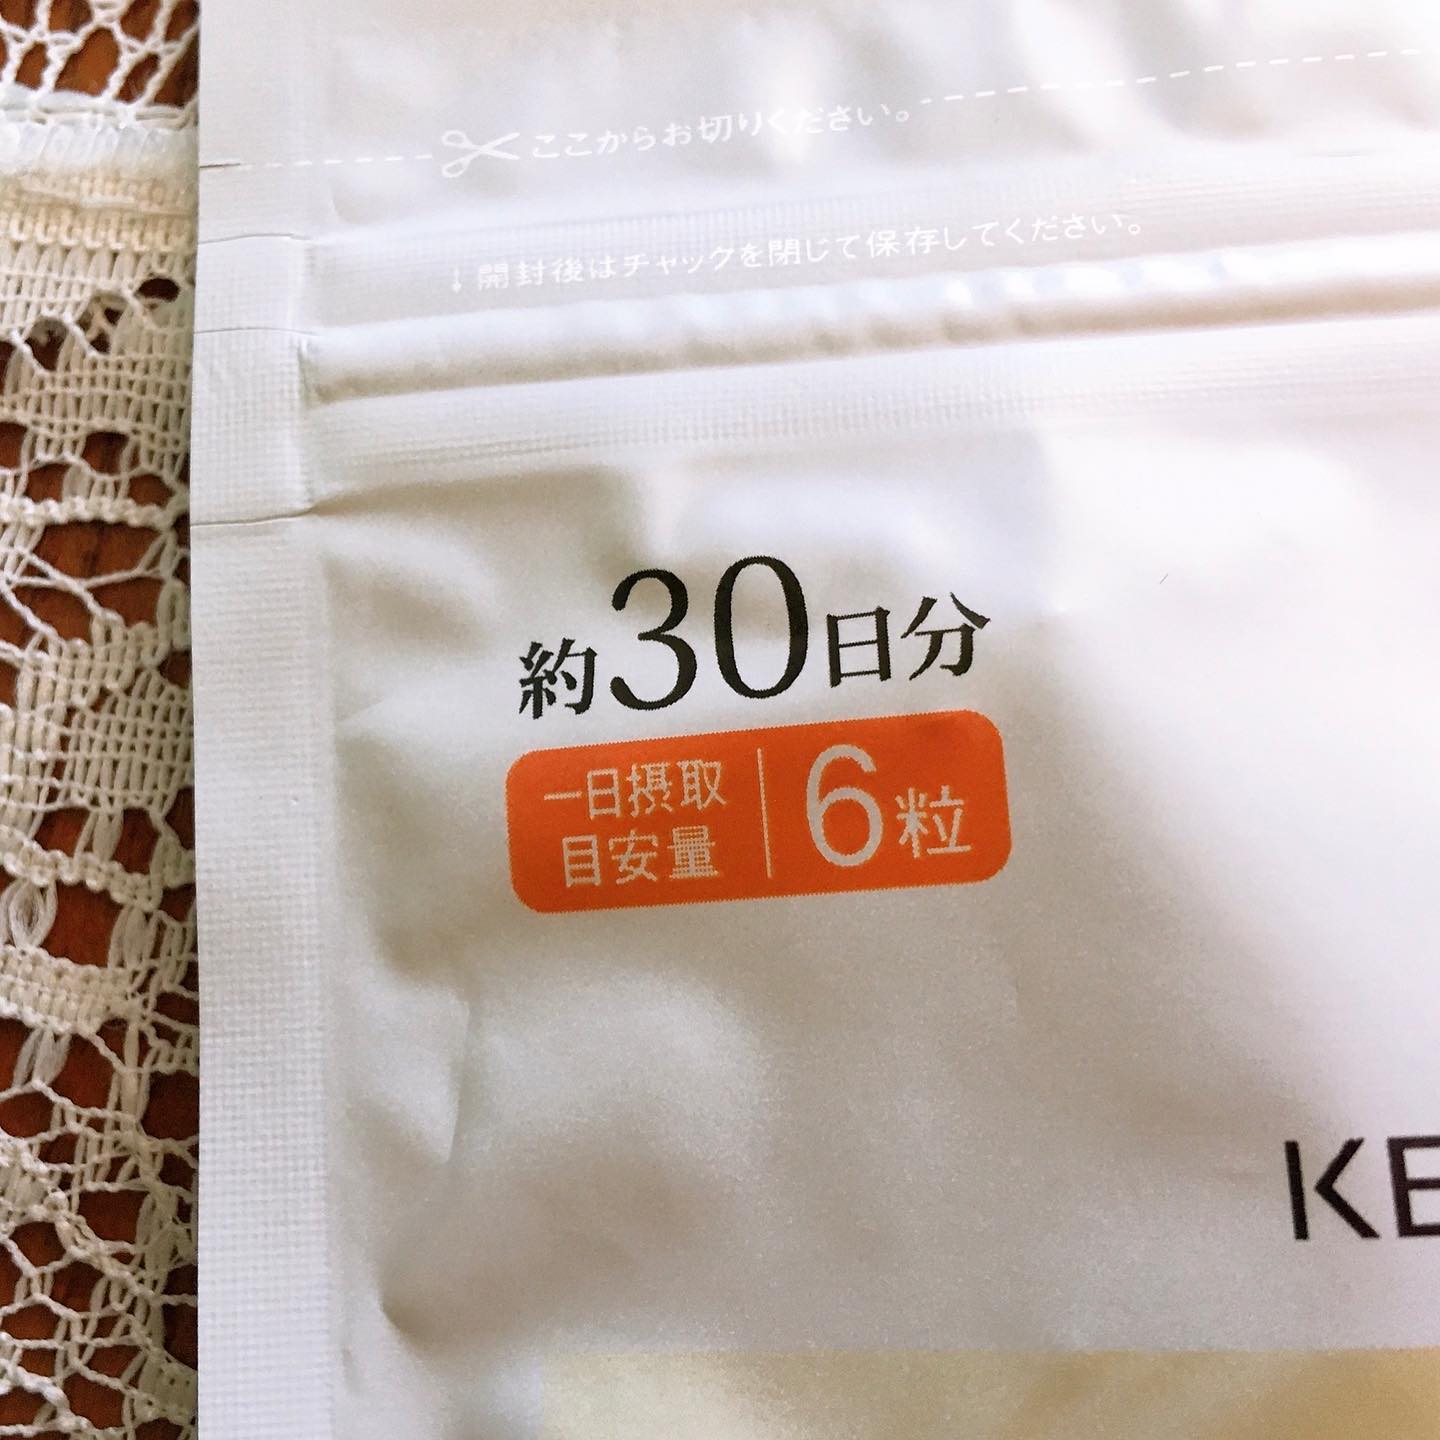 ここからお切りください。
↓開封後はチャックを閉じて保存してください。
約30日分
一日摂取
目安量
6粒
KE